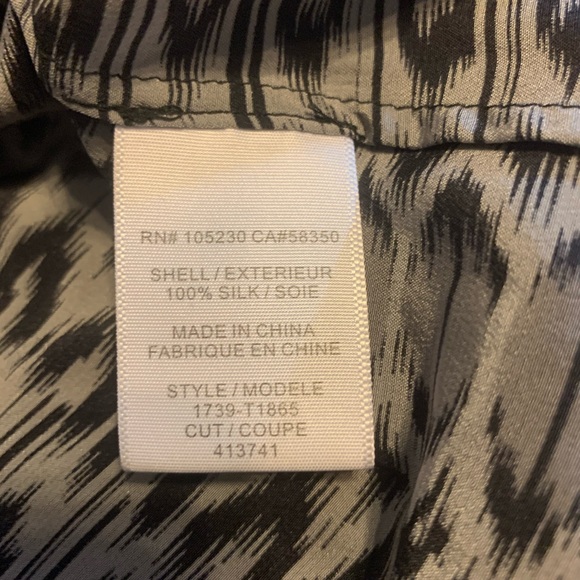 RN# 105230 CA#58350
SHELL / EXTERIEUR
100% SILK / SOIE
MADE IN CHINA
FABRIQUE EN CHINE
STYLE / MODELE
1739-T1865
CUT / COUPE
413741